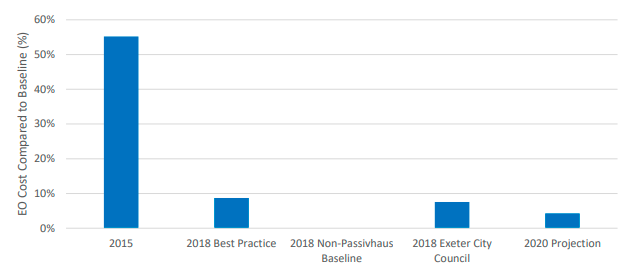 EO Cost Compared to Baseline (%)
60%
50%
40%
30%
20%
10%
0%
2015
2018 Best Practice
2018 Non-Passivhaus
Baseline
2018 Exeter City
Council
2020 Projection